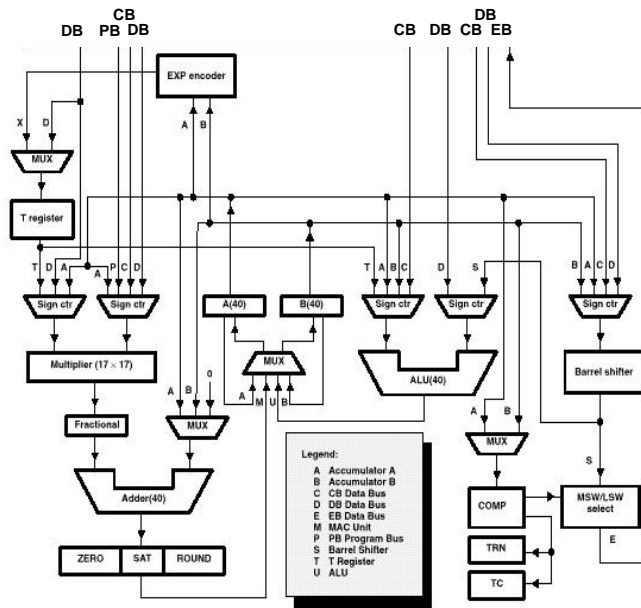 CB DB
DB PB DB CB DB CB EB
EXP encoder
X D A B
MUX
T register
T D A A P C D T A B C D S B A C D
Sign ctr Sign ctr A(40) B(40) Sign ctr Sign ctr Sign ctr
MUX
Multiplier (17 × 17) ALU(40) Barrel shifter
A B 0 A M U B A B
Fractional MUX MUX
S
Adder(40) COMP MSW/LSW
select
ZERO SAT ROUND TRN E
TC
Legend:
A Accumulator A
B Accumulator B
C CB Data Bus
D DB Data Bus
E EB Data Bus
M MAC Unit
P PB Program Bus
S Barrel Shifter
T T Register
U ALU